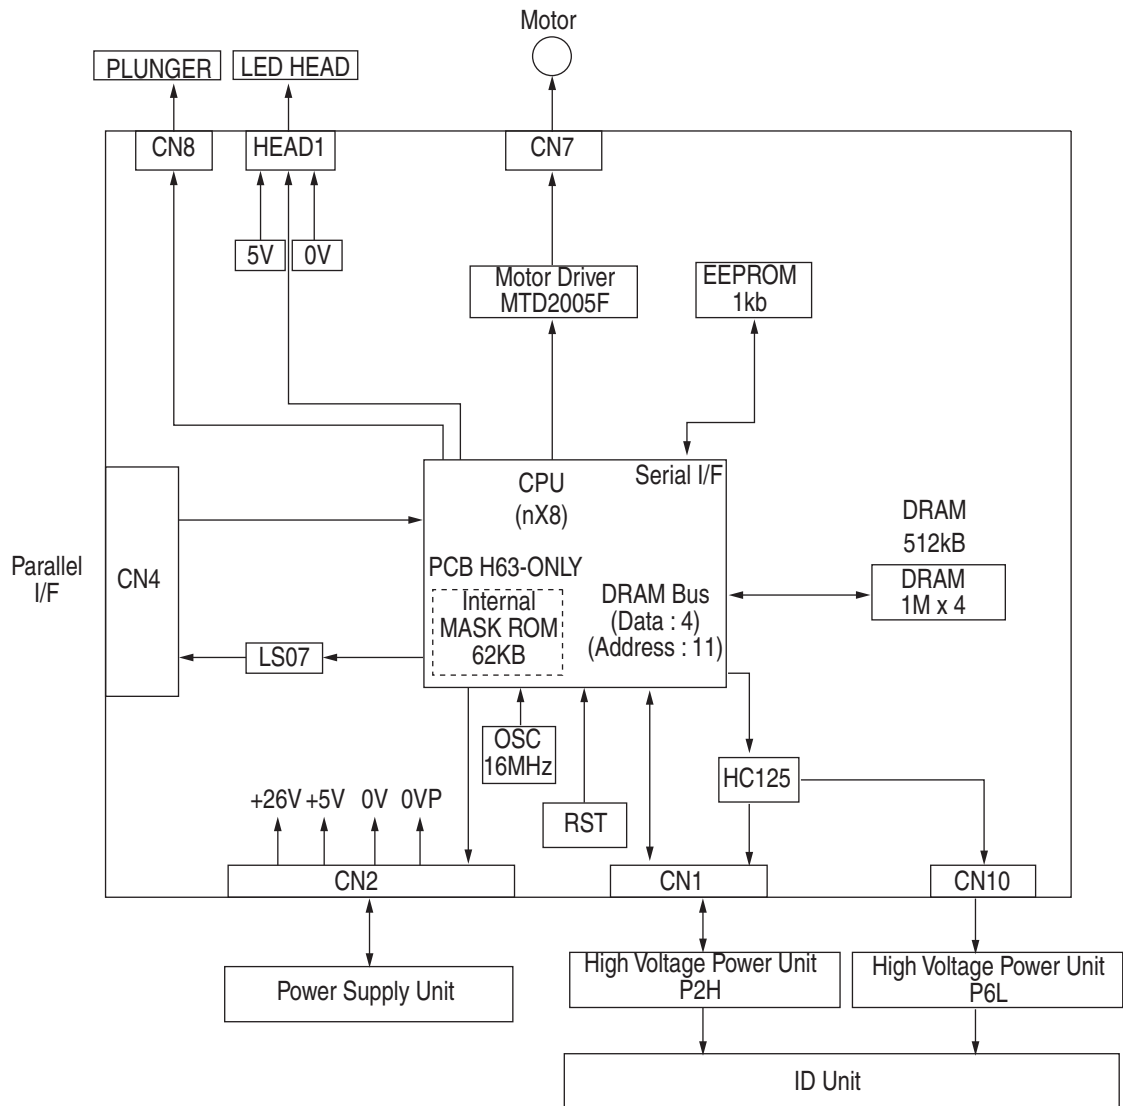 Motor
PLUNGER
LED HEAD
CN8
HEAD1
CN7
5V
0V
Motor Driver
MTD2005F
EEPROM
1kb
CPU
(nX8)
Serial I/F
DRAM
512kB
Parallel
I/F
CN4
PCB H63-ONLY
Internal
MASK ROM
62KB
DRAM Bus
(Data : 4)
(Address : 11)
DRAM
1M x 4
LS07
OSC
16MHz
HC125
RST
+26V
+5V
0V
0VP
CN2
CN1
CN10
Power Supply Unit
High Voltage Power Unit
P2H
High Voltage Power Unit
P6L
ID Unit